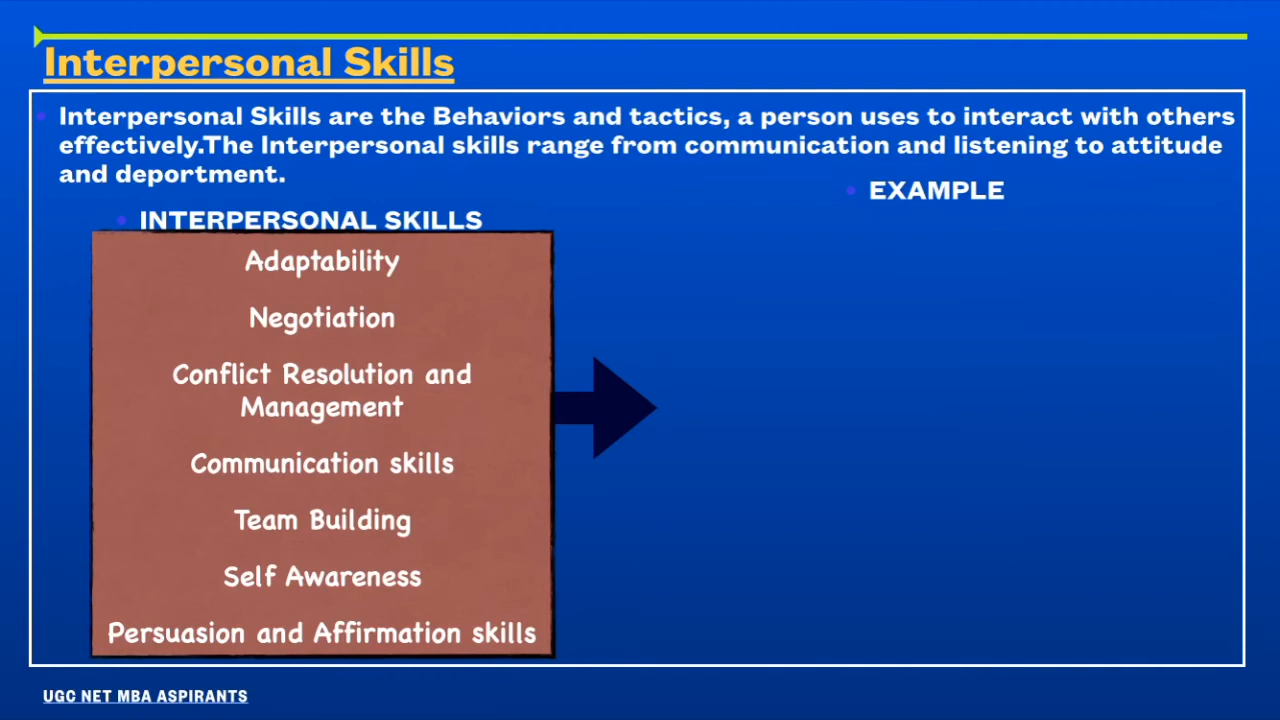 Interpersonal Skills
Interpersonal Skills are the Behaviors and tactics, a person uses to interact with others
effectively.The Interpersonal skills range from communication and listening to attitude
and deportment.
EXAMPLE
INTERPERSONAL SKILLS
Adaptability
Negotiation
Conflict Resolution and
Management
Communication skills
Team Building
Self Awareness
Persuasion and Affirmation skills
UGC NET MBA ASPIRANTS